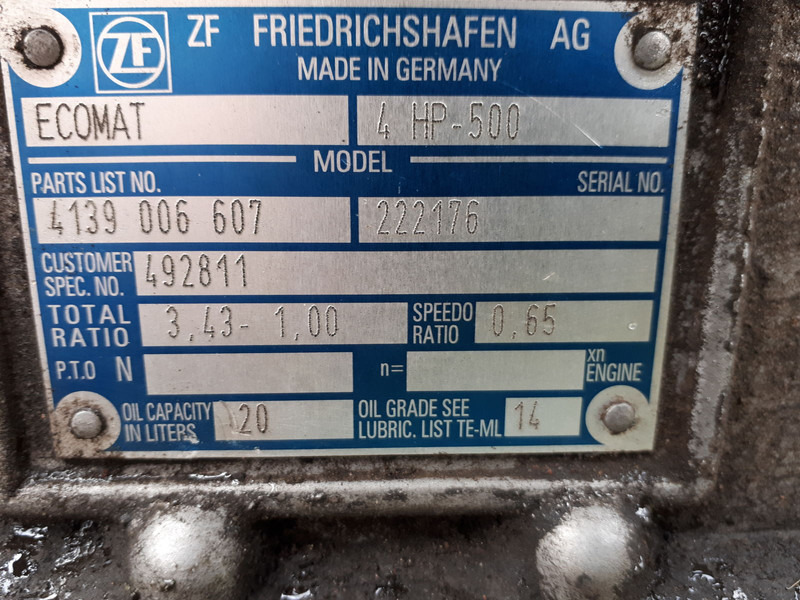 ZF ZF FRIEDRICHSHAFEN AG
MADE IN GERMANY
ECOMAT 4 HP-500
MODEL
PARTS LIST NO. SERIAL NO.
4139 006 607 222176
CUSTOMER SPEC. NO. 492811
TOTAL RATIO 3,43- 1,00 SPEEDO RATIO 0,65
P.T.O N n= xn ENGINE
OIL CAPACITY IN LITERS 20 OIL GRADE SEE LUBRIC. LIST TE-ML 14